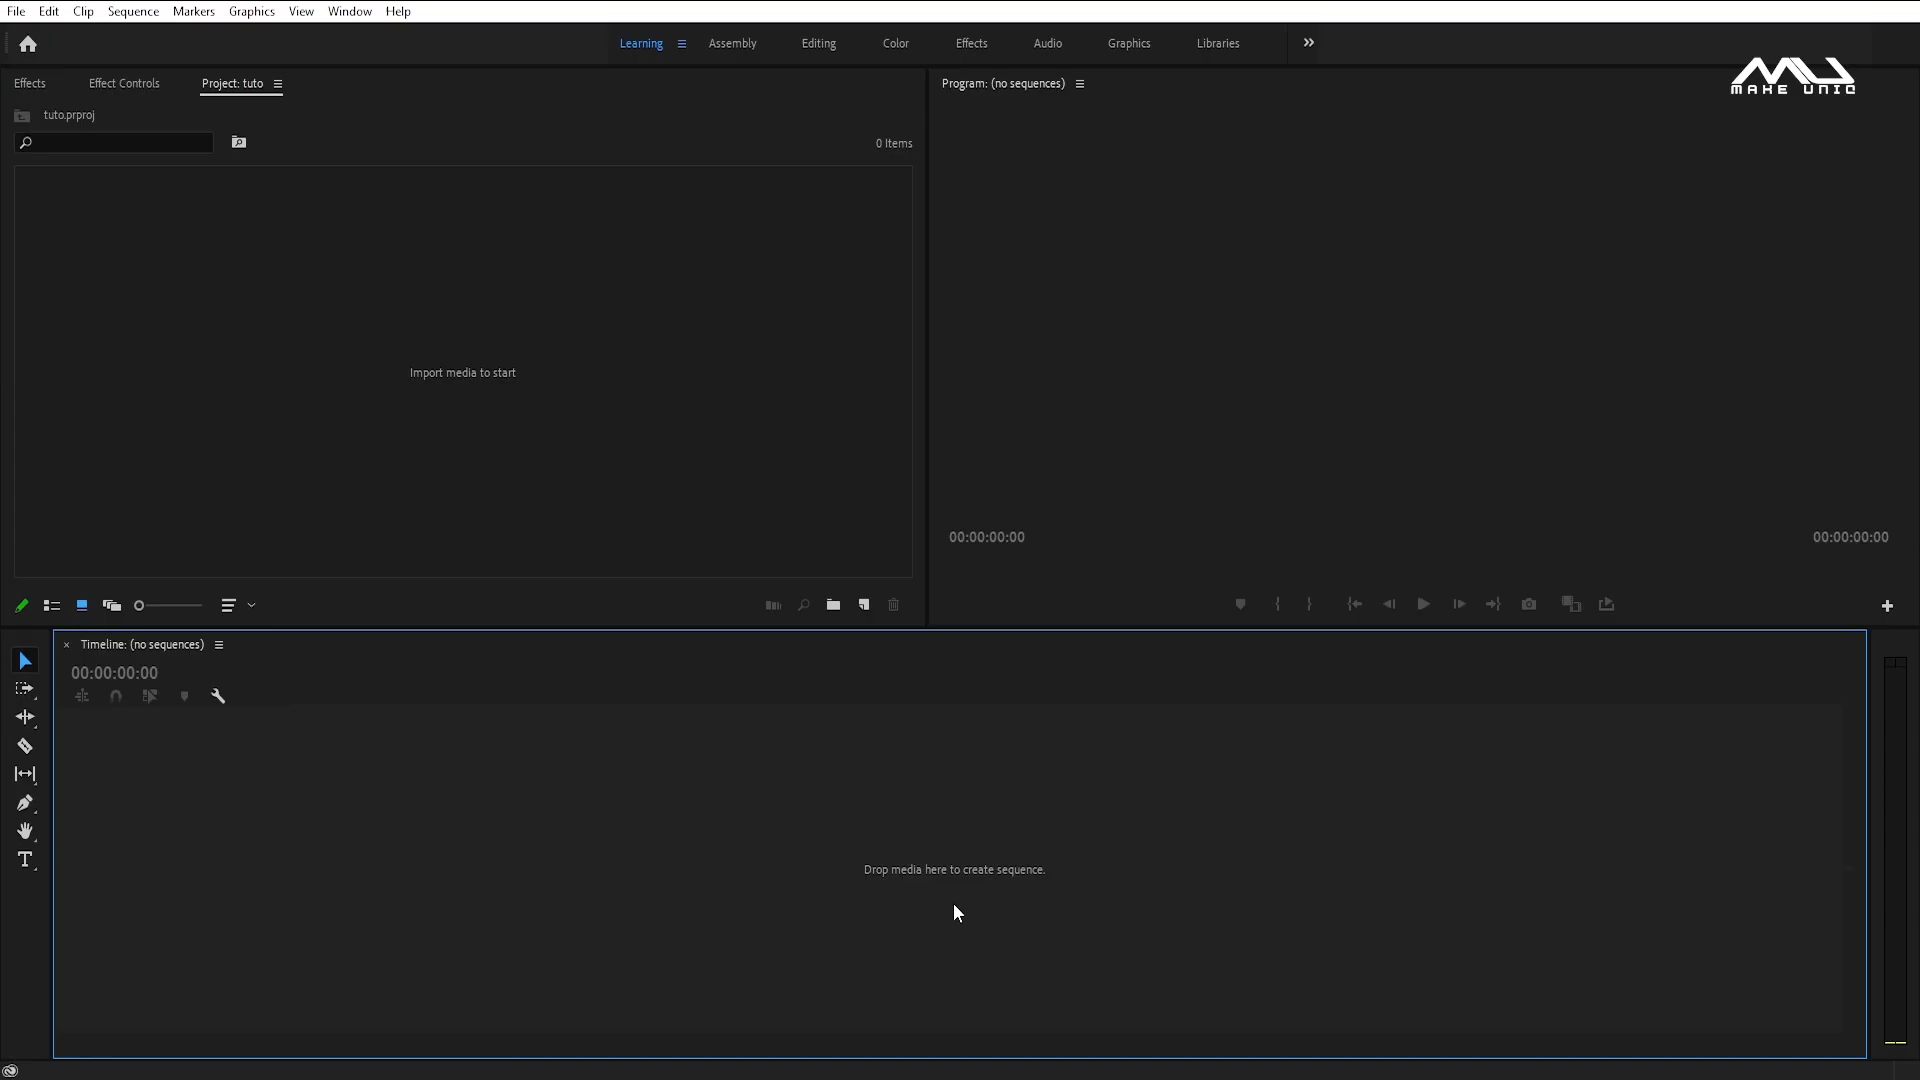 File Edit Clip Sequence Markers Graphics View Window Help
Learning Assembly Editing Color Effects Audio Graphics Libraries
MAKE UNIC
Effects Effect Controls Project: tuto
Program: (no sequences)
tuto.prproj
0 Items
Import media to start
00:00:00:00
00:00:00:00
Timeline: (no sequences)
00:00:00:00
Drop media here to create sequence.